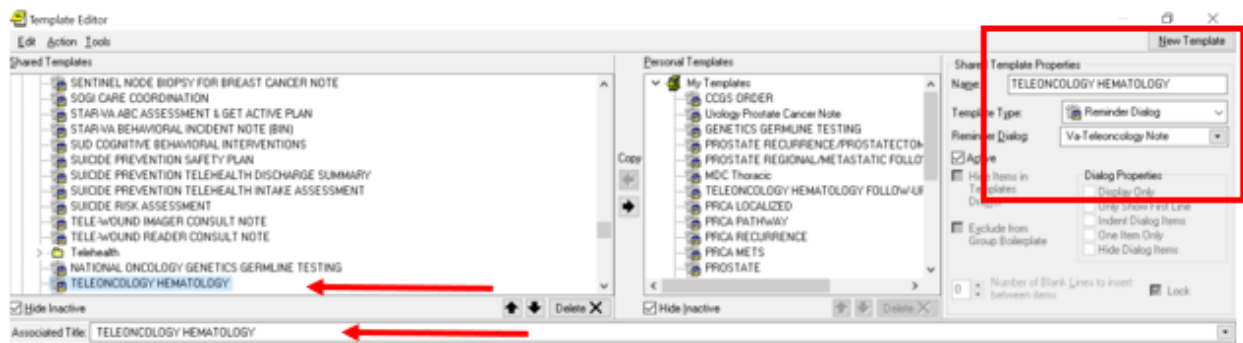 Template Editor
Edit Action Tools
New Template
Shared Templates
SENTINEL NODE BIOPSY FOR BREAST CANCER NOTE
SOGI CARE COORDINATION
STAR-VA ABC ASSESSMENT & GET ACTIVE PLAN
STAR-VA BEHAVIORAL INCIDENT NOTE (BIN)
SUD COGNITIVE BEHAVIORAL INTERVENTIONS
SUICIDE PREVENTION SAFETY PLAN
SUICIDE PREVENTION TELEHEALTH DISCHARGE SUMMARY
SUICIDE PREVENTION TELEHEALTH INTAKE ASSESSMENT
SUICIDE RISK ASSESSMENT
TELE-WOUND IMAGER CONSULT NOTE
TELE-WOUND READER CONSULT NOTE
Telehealth
NATIONAL ONCOLOGY GENETICS GERMLINE TESTING
TELEONCOLOGY HEMATOLOGY
Hide Inactive
Delete
Copy
Personal Templates
My Templates
CCGS ORDER
Urology Prostate Cancer Note
GENETICS GERMLINE TESTING
PROSTATE RECURRENCE/PROSTATECTOM
PROSTATE REGIONAL/METASTATIC FOLLO
MDC Thoracic
TELEONCOLOGY HEMATOLOGY FOLLOW-UP
PRCA LOCALIZED
PRCA PATHWAY
PRCA RECURRENCE
PRCA METS
PROSTATE
Hide Inactive
Delete
Shared Template Properties
Name: TELEONCOLOGY HEMATOLOGY
Template Type: Reminder Dialog
Reminder Dialog: Va-Teleoncology Note
Active
Hide Items in
Templates
Dialog Properties
Display Only
Only Show First Line
Indent Dialog Items
One Item Only
Hide Dialog Items
Exclude from
Group Boilerplate
0 Number of Blank Lines to insert
between items
Lock
Associated Title: TELEONCOLOGY HEMATOLOGY